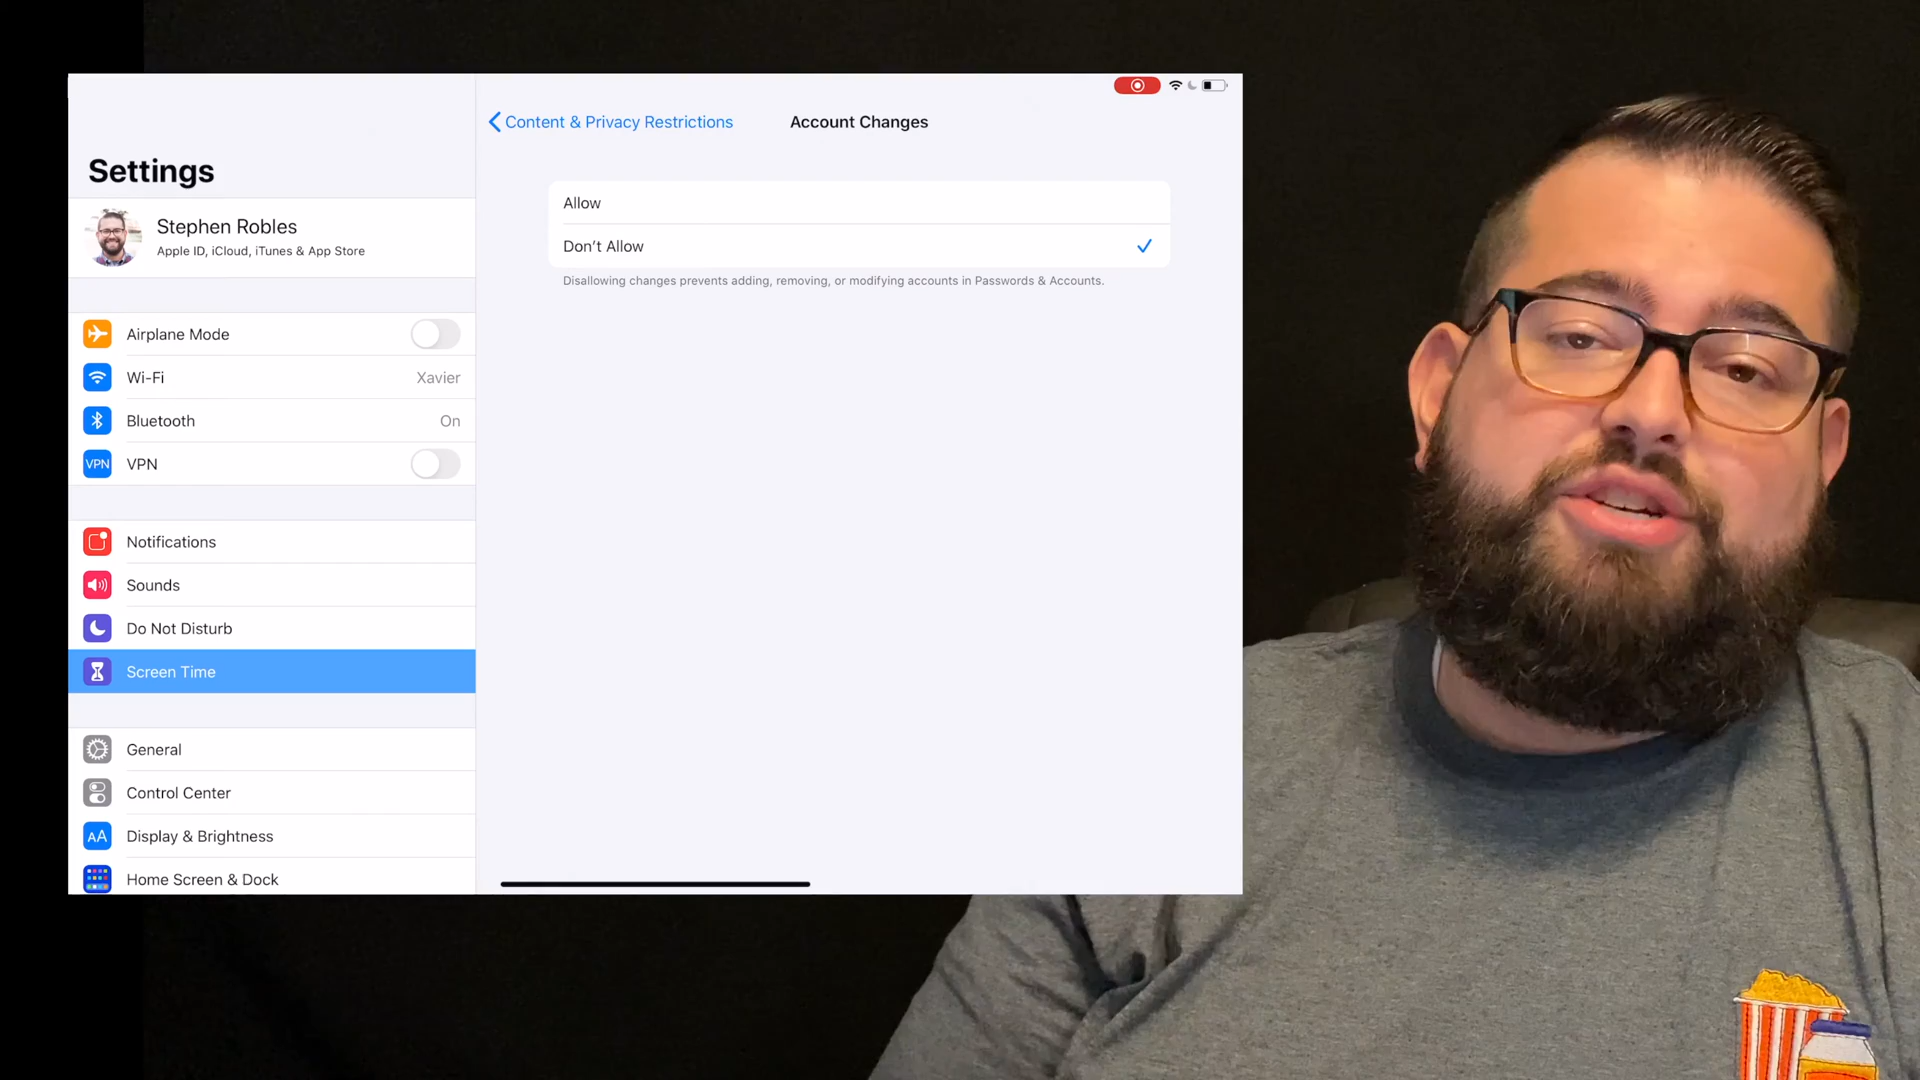 Content & Privacy Restrictions
Account Changes
Settings
Stephen Robles
Apple ID, iCloud, iTunes & App Store
Allow
Don’t Allow
Disallowing changes prevents adding, removing, or modifying accounts in Passwords & Accounts.
Airplane Mode
Wi-Fi
Xavier
Bluetooth
On
VPN
VPN
Notifications
Sounds
Do Not Disturb
Screen Time
General
Control Center
AA
Display & Brightness
Home Screen & Dock